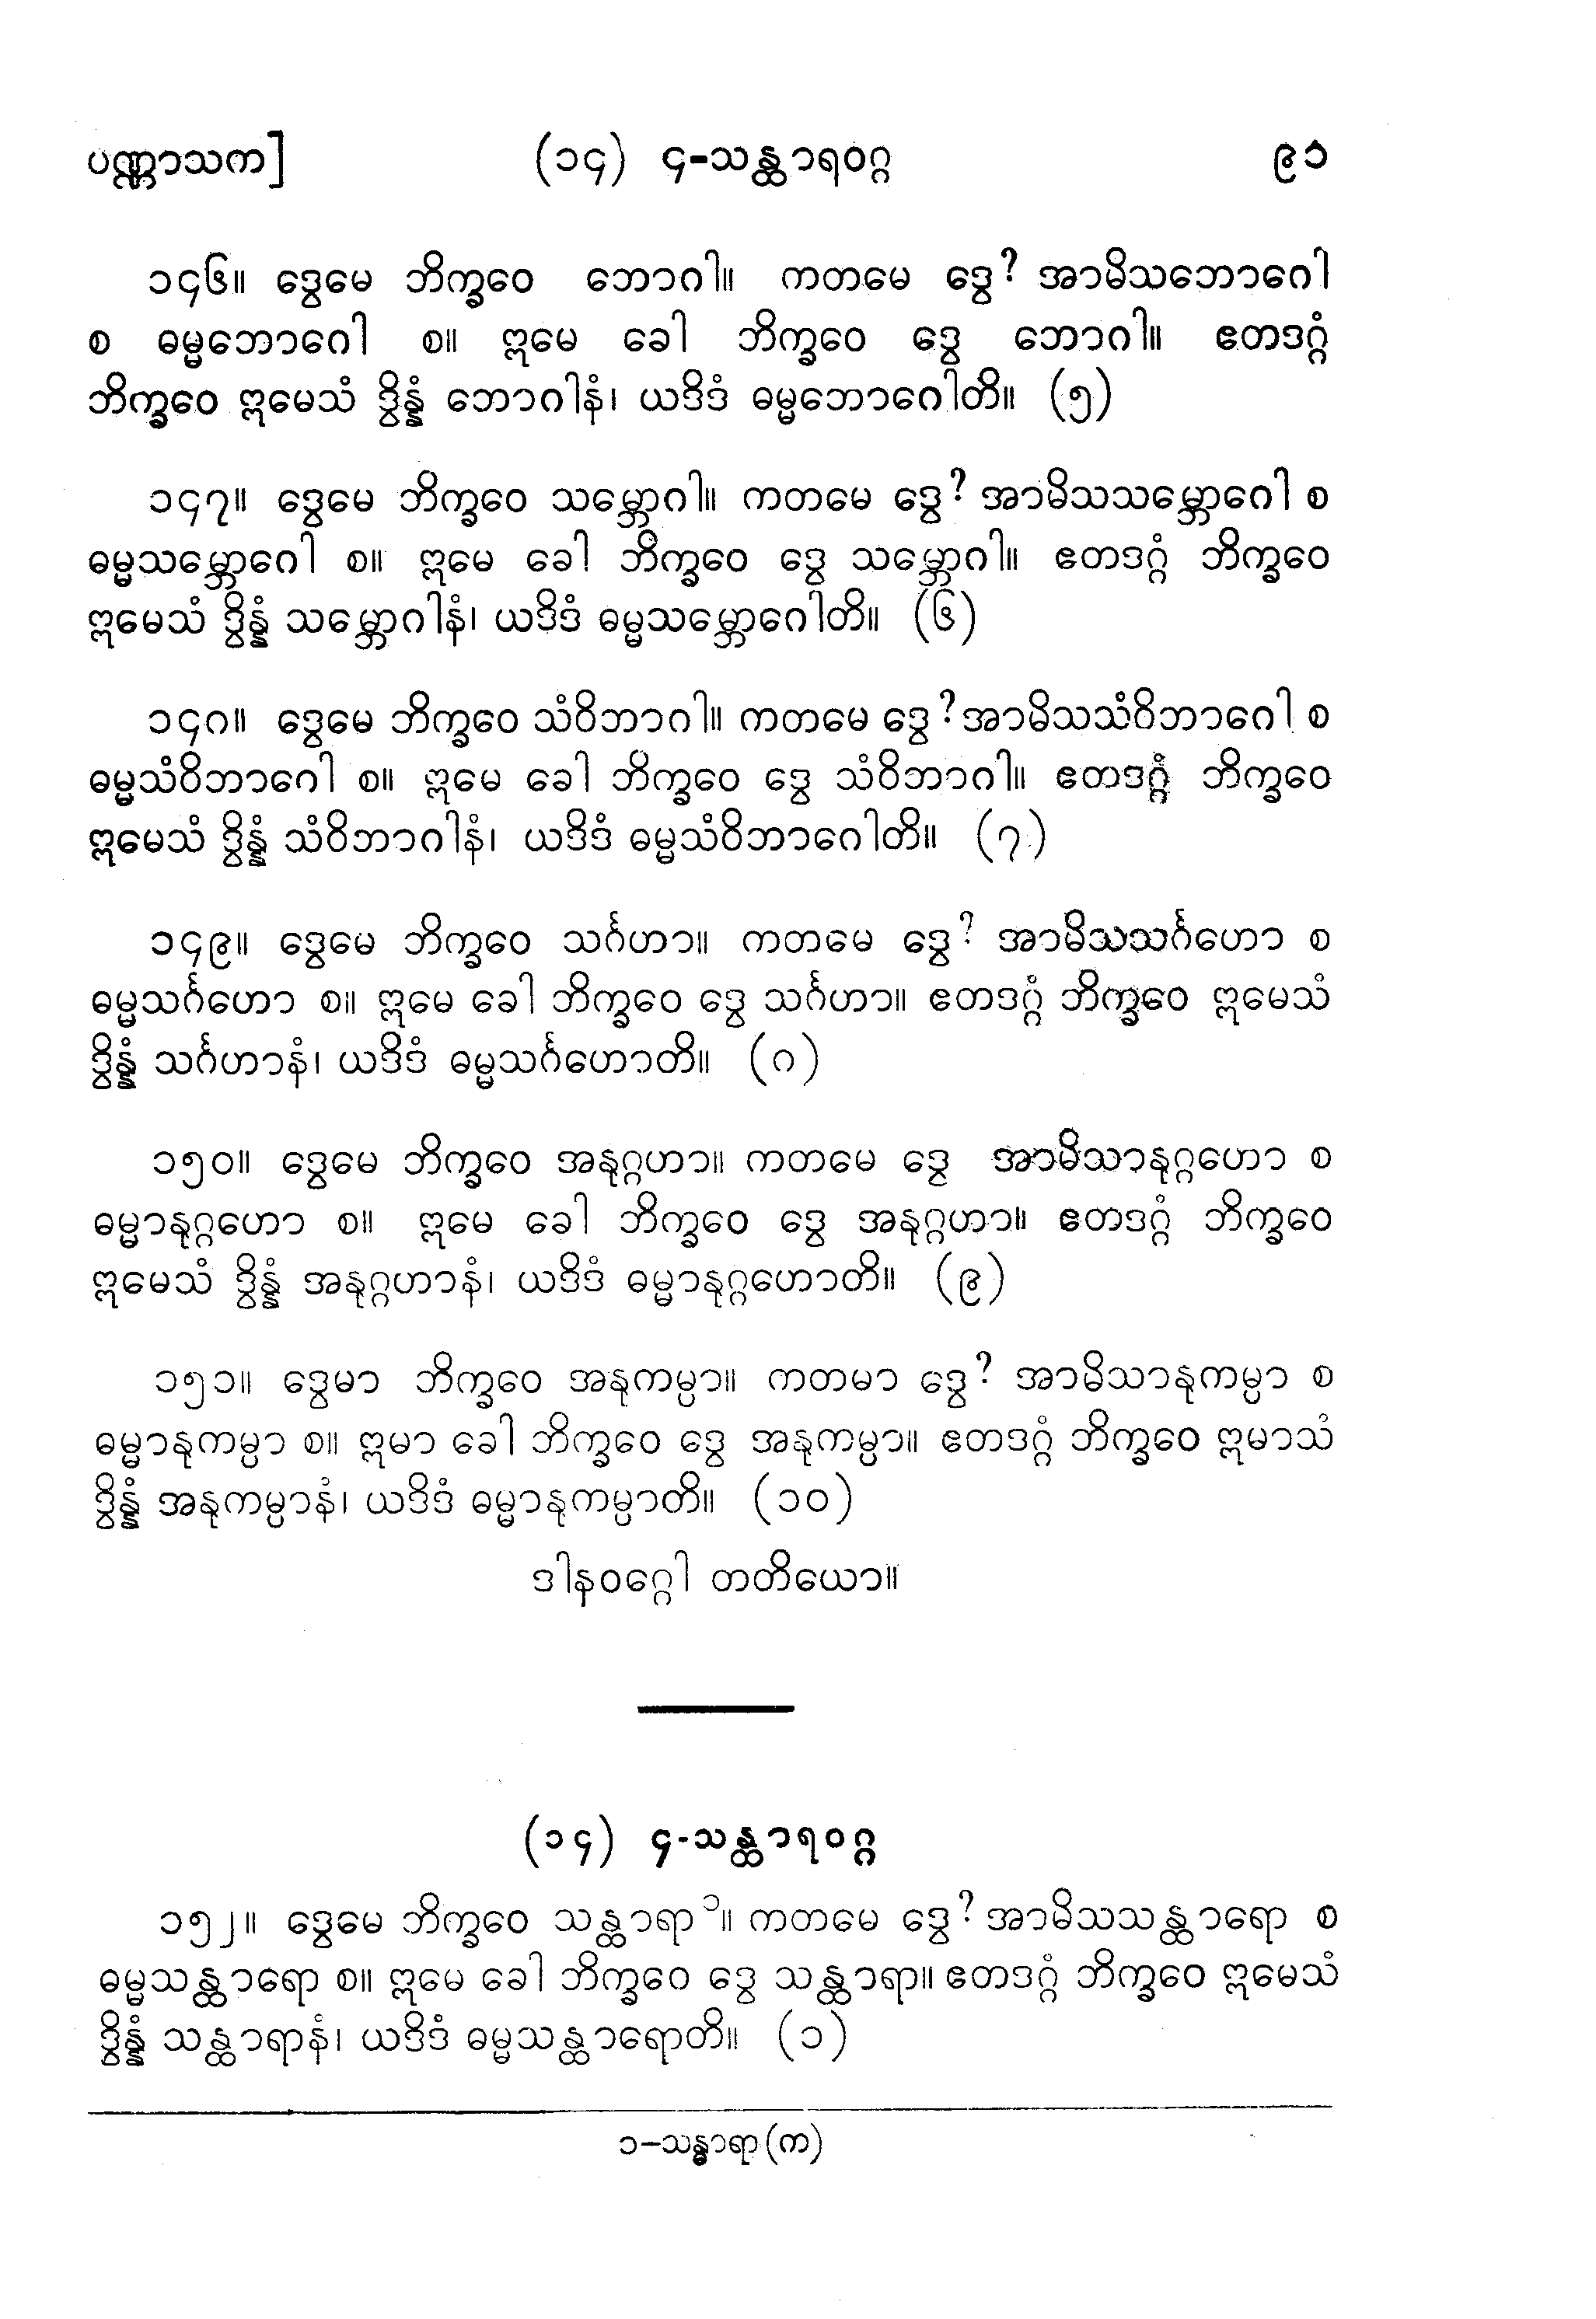 ပဏ္ဏာသက]
(၁၄) ၄-သန္ထာရဝဂ္ဂ
၉၁
၁၄၆။ ဒွေမေ ဘိက္ခဝေ ဘောဂါ။ ကတမေ ဒွေ? အာမိသဘောဂေါ
စ ဓမ္မဘောဂေါ စ။ ဣမေ ခေါ ဘိက္ခဝေ ဒွေ ဘောဂါ။ ဧတဒဂ္ဂံ
ဘိက္ခဝေ ဣမေသံ ဒွိန္နံ ဘောဂါနံ၊ ယဒိဒံ ဓမ္မဘောဂေါတိ။ (၅)
၁၄၇။ ဒွေမေ ဘိက္ခဝေ သမ္ဘောဂါ။ ကတမေ ဒွေ? အာမိသသမ္ဘောဂေါ စ
ဓမ္မသမ္ဘောဂေါ စ။ ဣမေ ခေါ ဘိက္ခဝေ ဒွေ သမ္ဘောဂါ။ ဧတဒဂ္ဂံ ဘိက္ခဝေ
ဣမေသံ ဒွိန္နံ သမ္ဘောဂါနံ၊ ယဒိဒံ ဓမ္မသမ္ဘောဂေါတိ။ (၆)
၁၄၈။ ဒွေမေ ဘိက္ခဝေ သံဝိဘာဂါ။ ကတမေ ဒွေ? အာမိသသံဝိဘာဂေါ စ
ဓမ္မသံဝိဘာဂေါ စ။ ဣမေ ခေါ ဘိက္ခဝေ ဒွေ သံဝိဘာဂါ။ ဧတဒဂ္ဂံ ဘိက္ခဝေ
ဣမေသံ ဒွိန္နံ သံဝိဘာဂါနံ၊ ယဒိဒံ ဓမ္မသံဝိဘာဂေါတိ။ (၇)
၁၄၉။ ဒွေမေ ဘိက္ခဝေ သင်္ဂဟာ။ ကတမေ ဒွေ? အာမိသသင်္ဂဟော စ
ဓမ္မသင်္ဂဟော စ။ ဣမေ ခေါ ဘိက္ခဝေ ဒွေ သင်္ဂဟာ။ ဧတဒဂ္ဂံ ဘိက္ခဝေ ဣမေသံ
ဒွိန္နံ သင်္ဂဟာနံ၊ ယဒိဒံ ဓမ္မသင်္ဂဟောတိ။ (၈)
၁၅၀။ ဒွေမေ ဘိက္ခဝေ အနုဂ္ဂဟာ။ ကတမေ ဒွေ အာမိသာနုဂ္ဂဟော စ
ဓမ္မာနုဂ္ဂဟော စ။ ဣမေ ခေါ ဘိက္ခဝေ ဒွေ အနုဂ္ဂဟာ။ ဧတဒဂ္ဂံ ဘိက္ခဝေ
ဣမေသံ ဒွိန္နံ အနုဂ္ဂဟာနံ၊ ယဒိဒံ ဓမ္မာနုဂ္ဂဟောတိ။ (၉)
၁၅၁။ ဒွေမာ ဘိက္ခဝေ အနုကမ္ပာ။ ကတမာ ဒွေ? အာမိသာနုကမ္ပာ စ
ဓမ္မာနုကမ္ပာ စ။ ဣမာ ခေါ ဘိက္ခဝေ ဒွေ အနုကမ္ပာ။ ဧတဒဂ္ဂံ ဘိက္ခဝေ ဣမာသံ
ဒွိန္နံ အနုကမ္ပာနံ၊ ယဒိဒံ ဓမ္မာနုကမ္ပာတိ။ (၁၀)
ဒါနဝဂ္ဂေါ တတိယော။
(၁၄) ၄-သန္ထာရဝဂ္ဂ
၁၅၂။ ဒွေမေ ဘိက္ခဝေ သန္ထာရာ၁။ ကတမေ ဒွေ? အာမိသသန္ထာရော စ
ဓမ္မသန္ထာရော စ။ ဣမေ ခေါ ဘိက္ခဝေ ဒွေ သန္ထာရာ။ ဧတဒဂ္ဂံ ဘိက္ခဝေ ဣမေသံ
ဒွိန္နံ သန္ထာရာနံ၊ ယဒိဒံ ဓမ္မသန္ထာရောတိ။ (၁)
၁–သန္ဓာရာ (က)